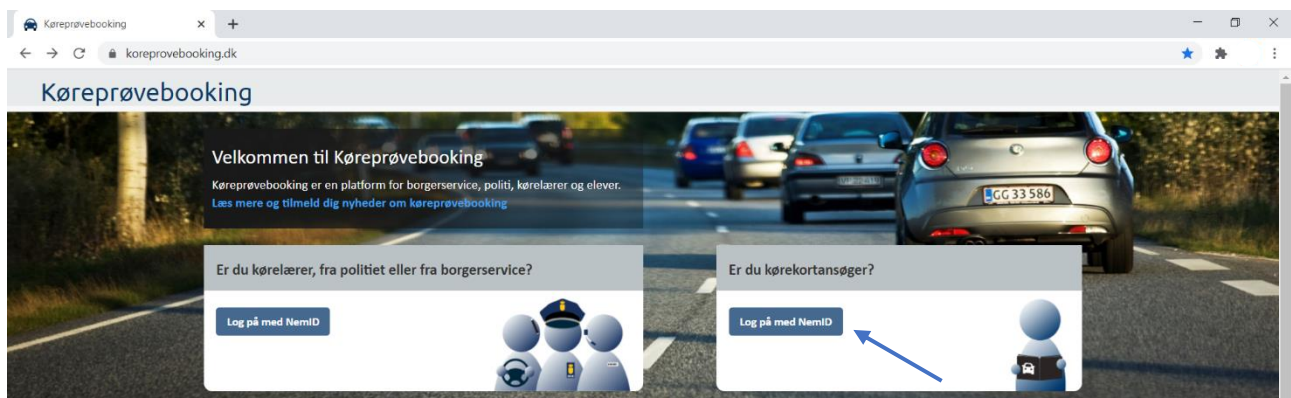 Køreprøvebooking
koreprovebooking.dk
Køreprøvebooking
Velkommen til Køreprøvebooking
Køreprøvebooking er en platform for borgerservice, politi, kørelærer og elever.
Læs mere og tilmeld dig nyheder om køreprøvebooking
Er du kørelærer, fra politiet eller fra borgerservice?
Log på med NemID
Er du kørekortansøger?
Log på med NemID
GG 33 586